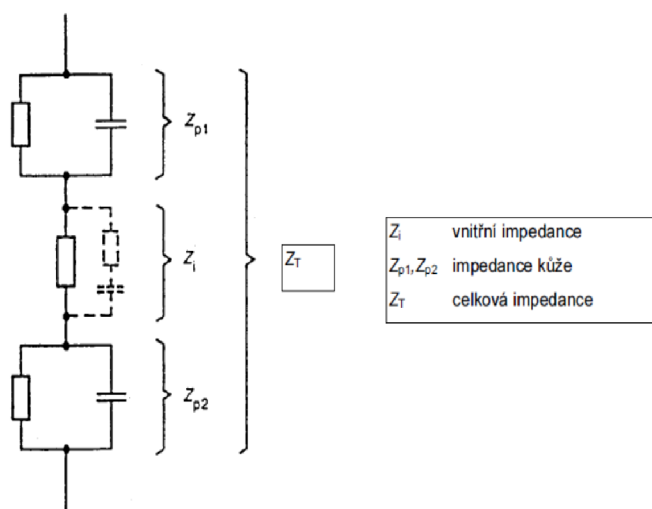 Zp1
Zi
ZT
Zp2
Zi vnitřní impedance
Zp1,Zp2 impedance kůže
ZT celková impedance